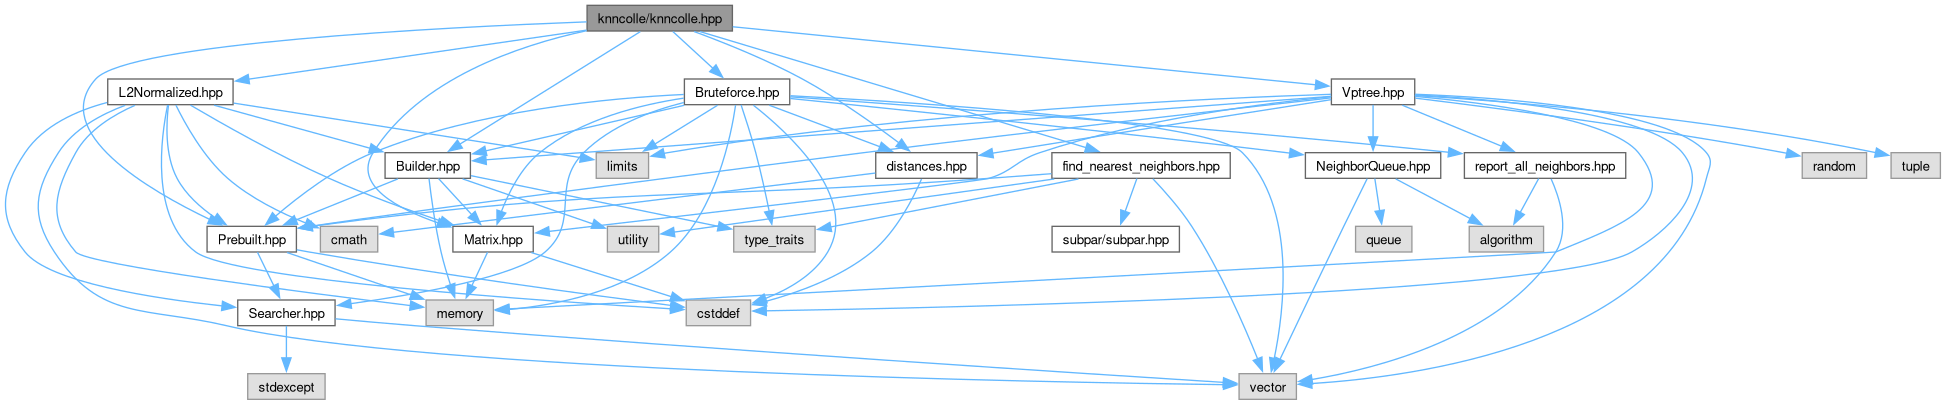 knncolle/knncolle.hpp
L2Normalized.hpp
Bruteforce.hpp
Vptree.hpp
Builder.hpp
limits
distances.hpp
find_nearest_neighbors.hpp
NeighborQueue.hpp
report_all_neighbors.hpp
random
tuple
Prebuilt.hpp
cmath
Matrix.hpp
utility
type_traits
subpar/subpar.hpp
queue
algorithm
Searcher.hpp
memory
cstddef
stdexcept
vector